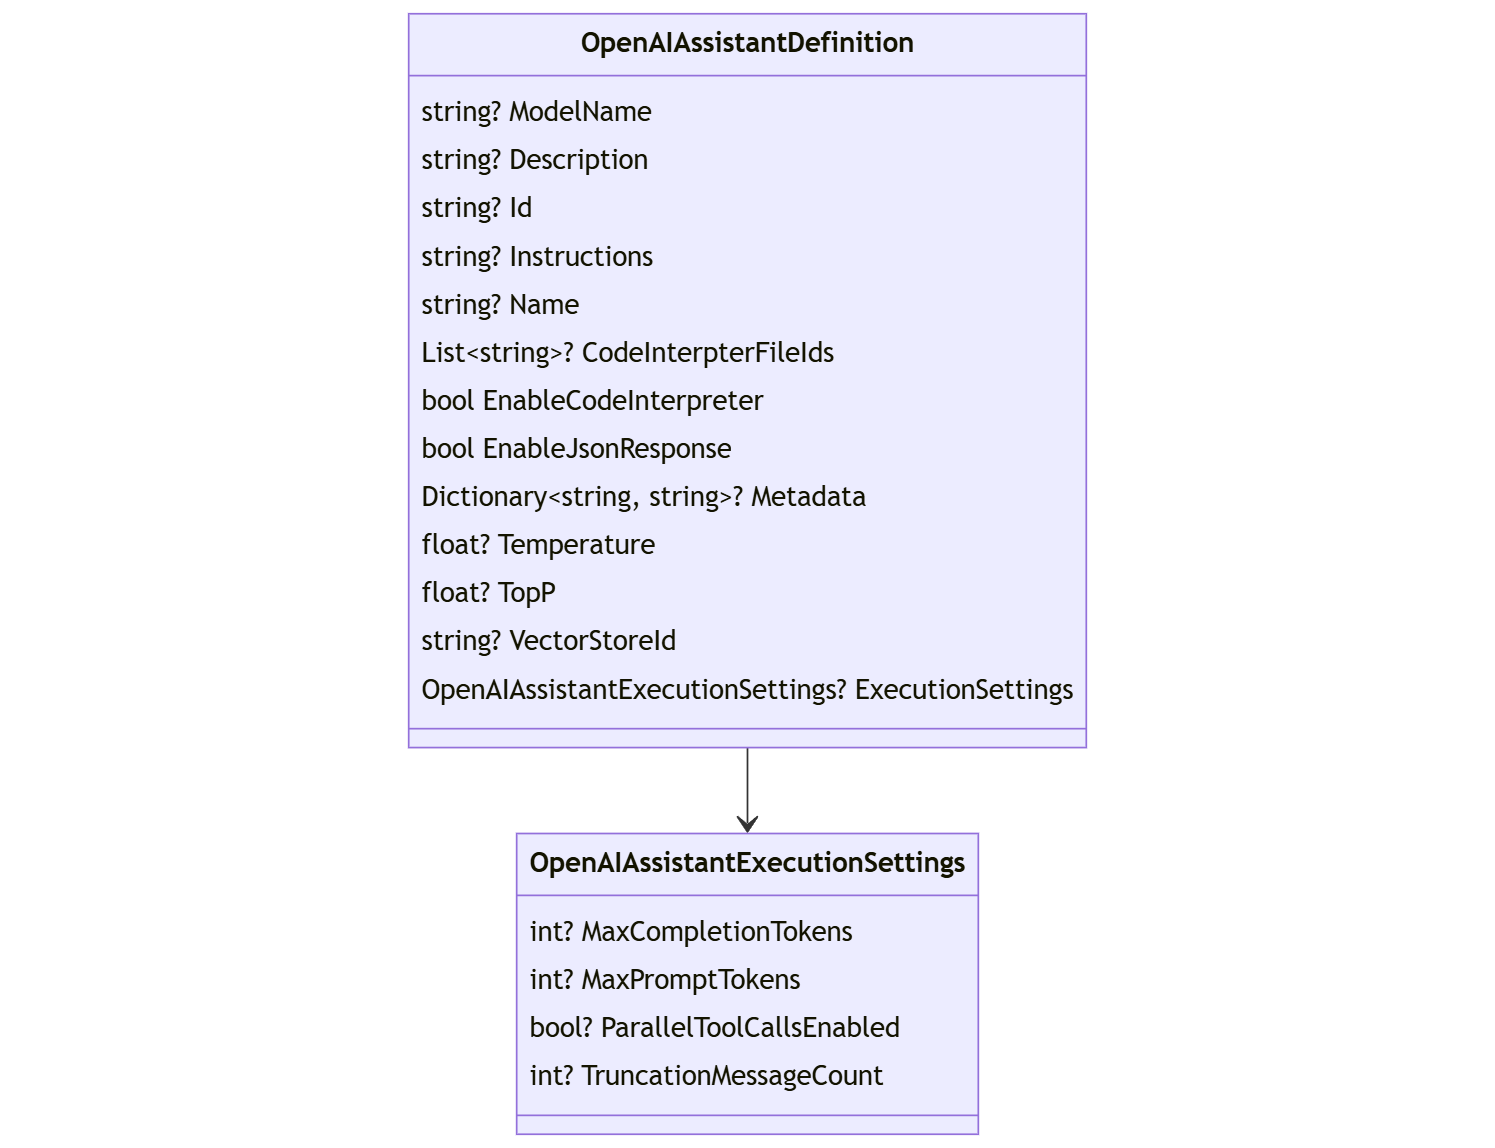 OpenAIAssistantDefinition
string? ModelName
string? Description
string? Id
string? Instructions
string? Name
List<string>? CodeInterpterFileIds
bool EnableCodeInterpreter
bool EnableJsonResponse
Dictionary<string, string>? Metadata
float? Temperature
float? TopP
string? VectorStoreId
OpenAIAssistantExecutionSettings? ExecutionSettings
OpenAIAssistantExecutionSettings
int? MaxCompletionTokens
int? MaxPromptTokens
bool? ParallelToolCallsEnabled
int? TruncationMessageCount